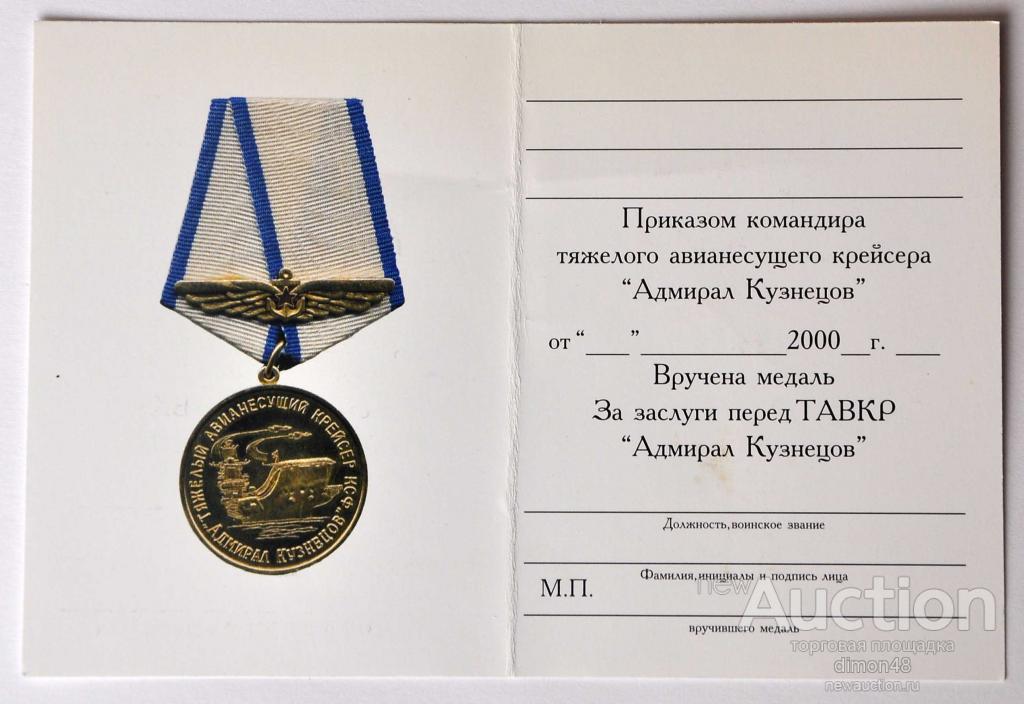 ТЯЖЕЛЫЙ АВИАНЕСУЩИЙ КРЕЙСЕР КСФ
"АДМИРАЛ КУЗНЕЦОВ"
Приказом командира
тяжелого авианесущего крейсера
"Адмирал Кузнецов"
от "___" __________2000__г. ___
Вручена медаль
За заслуги перед ТАВКР
"Адмирал Кузнецов"
Должность, воинское звание
Фамилия, инициалы и подпись лица
М.П.
вручившего медаль
newAuction
торговая площадка
dimon48
newauction.ru